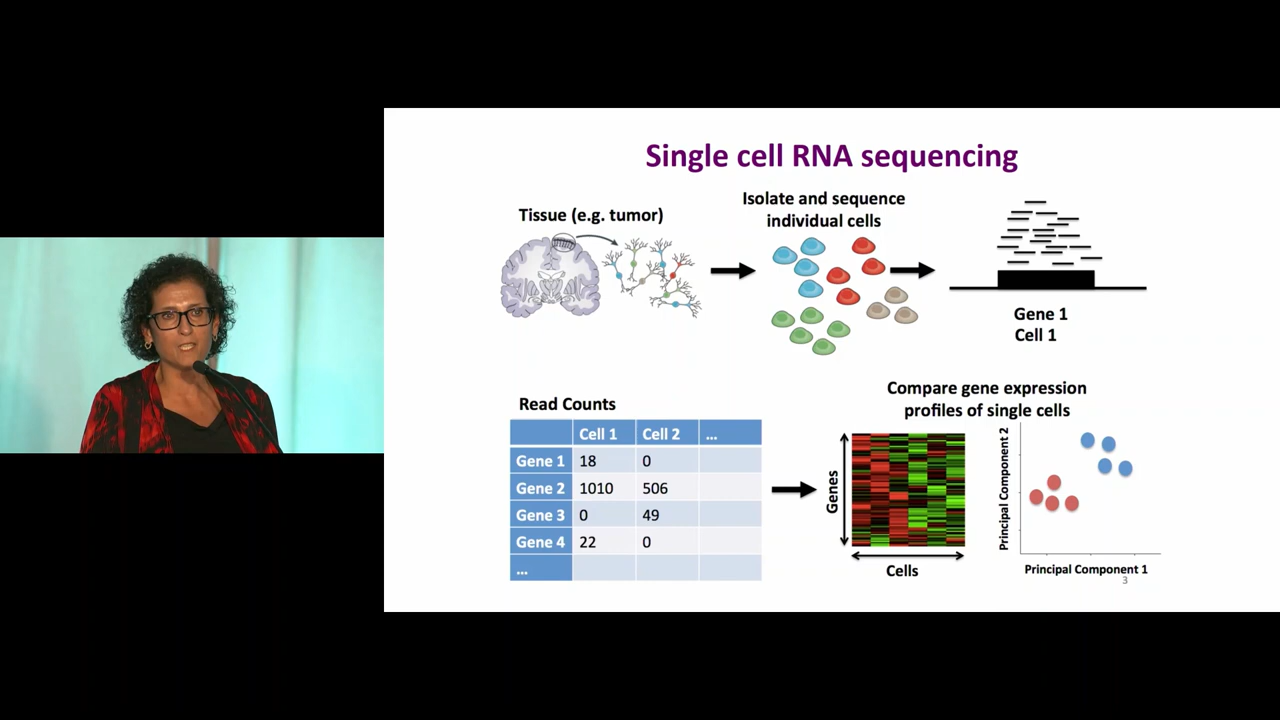 Single cell RNA sequencing
Tissue (e.g. tumor)
Isolate and sequence
individual cells
Gene 1
Cell 1
Read Counts
Cell 1 Cell 2 ...
Gene 1 18 0
Gene 2 1010 506
Gene 3 0 49
Gene 4 22 0
...
Compare gene expression
profiles of single cells
Genes
Cells
Principal Component 2
Principal Component 1
3